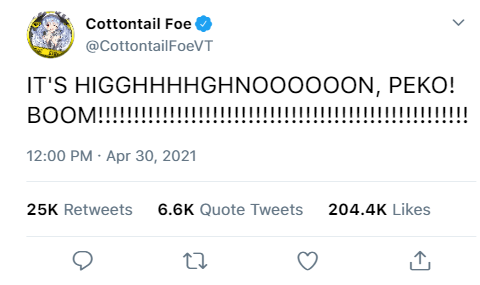 Cottontail Foe
@CottontailFoeVT
IT'S HIGGHHHHGHNOOOOOON, PEKO!
BOOM!!!!!!!!!!!!!!!!!!!!!!!!!!!!!!!!!!!!!!!!!!!!!!!!!!!!!!
12:00 PM · Apr 30, 2021
25K Retweets 6.6K Quote Tweets 204.4K Likes